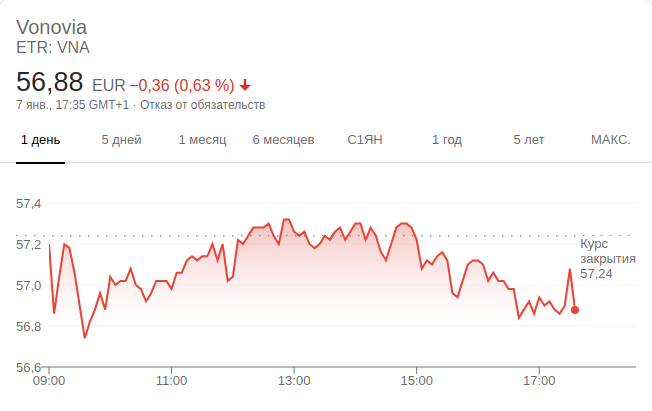 Vonovia
ETR: VNA
56,88 EUR −0,36 (0,63 %)
7 янв., 17:35 GMT+1 · Отказ от обязательств
1 день 5 дней 1 месяц 6 месяцев С1ЯН 1 год 5 лет МАКС.
57,4
57,2
57,0
56,8
56,6
Курс
закрытия
57,24
09:00 11:00 13:00 15:00 17:00